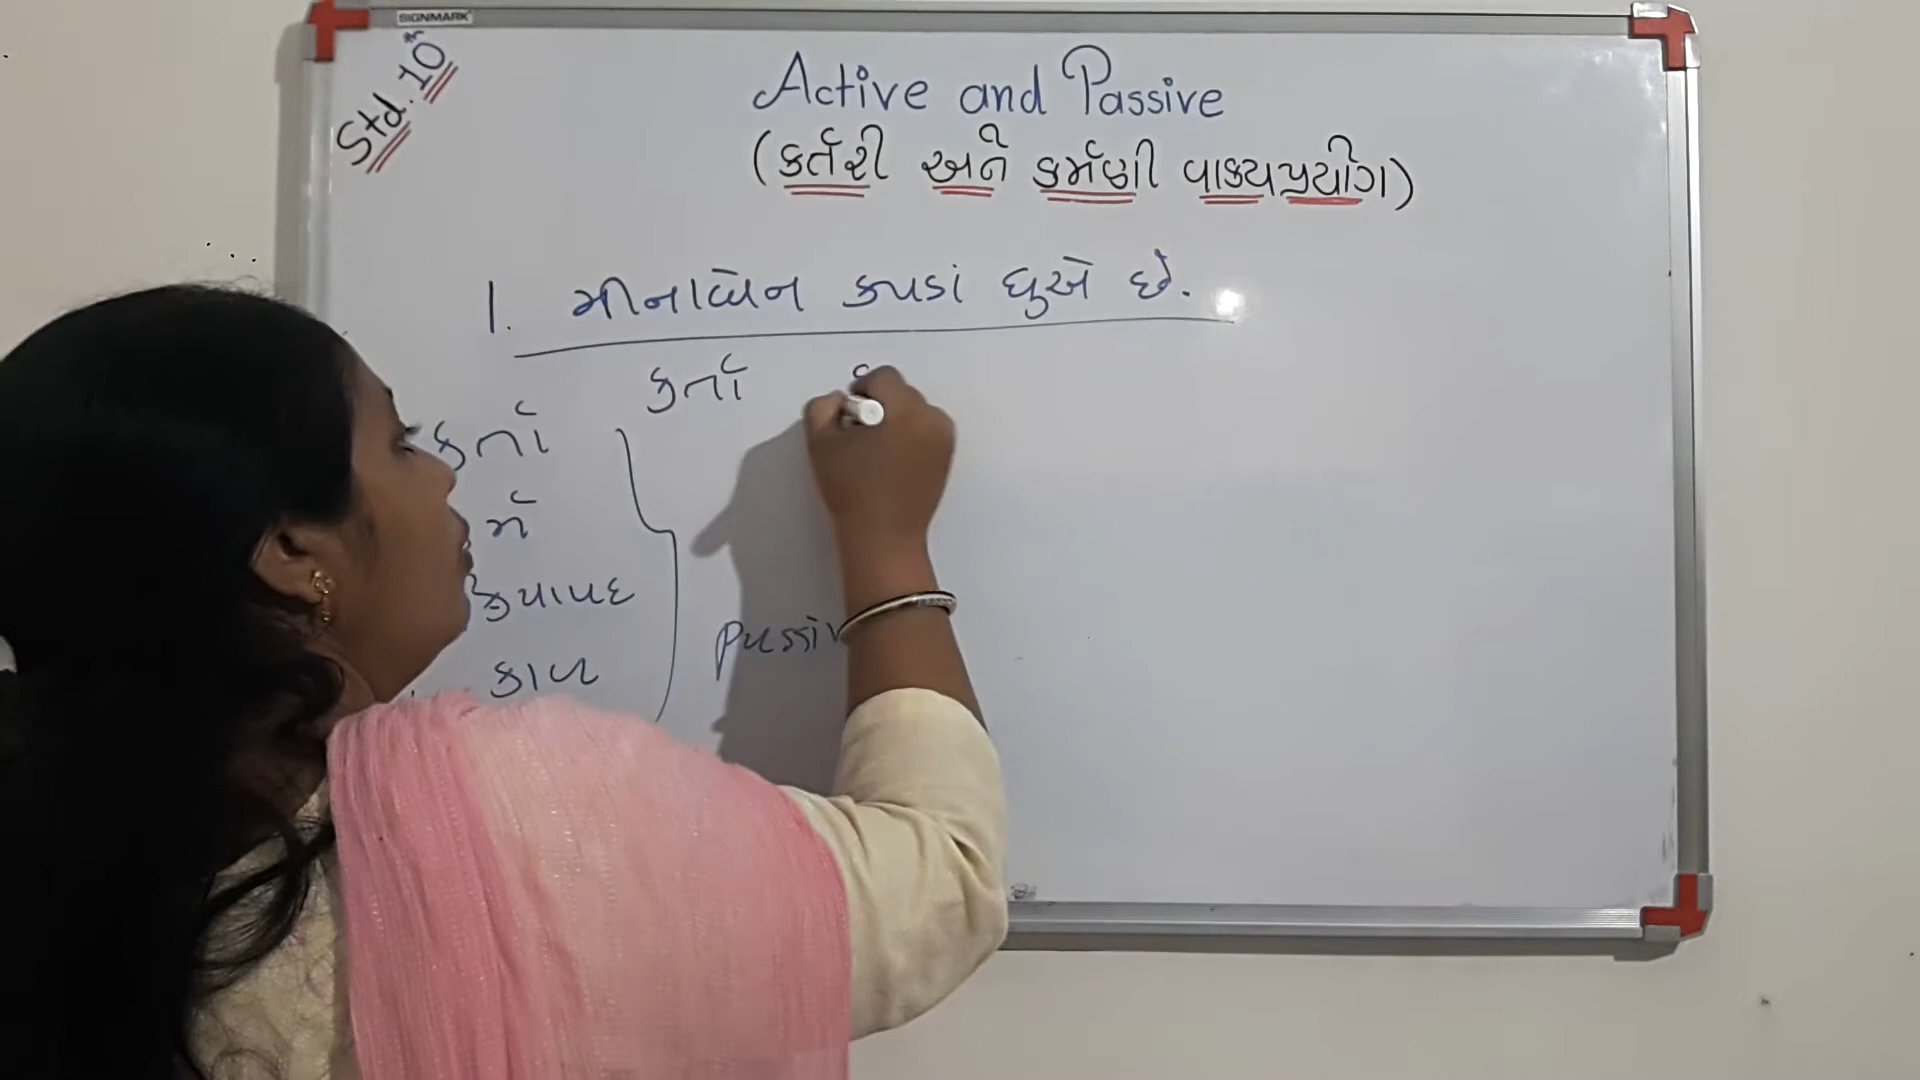 SIGNMARK
Std. 10th
Active and Passive
(કર્તરી અને કર્મણી વાક્યપ્રયોગ)
1. મીનાબેન કપડાં ધુએ છે.
કર્તા ક
કર્તા
ર્મ
ક્રિયાપદ
કાળ
passiv